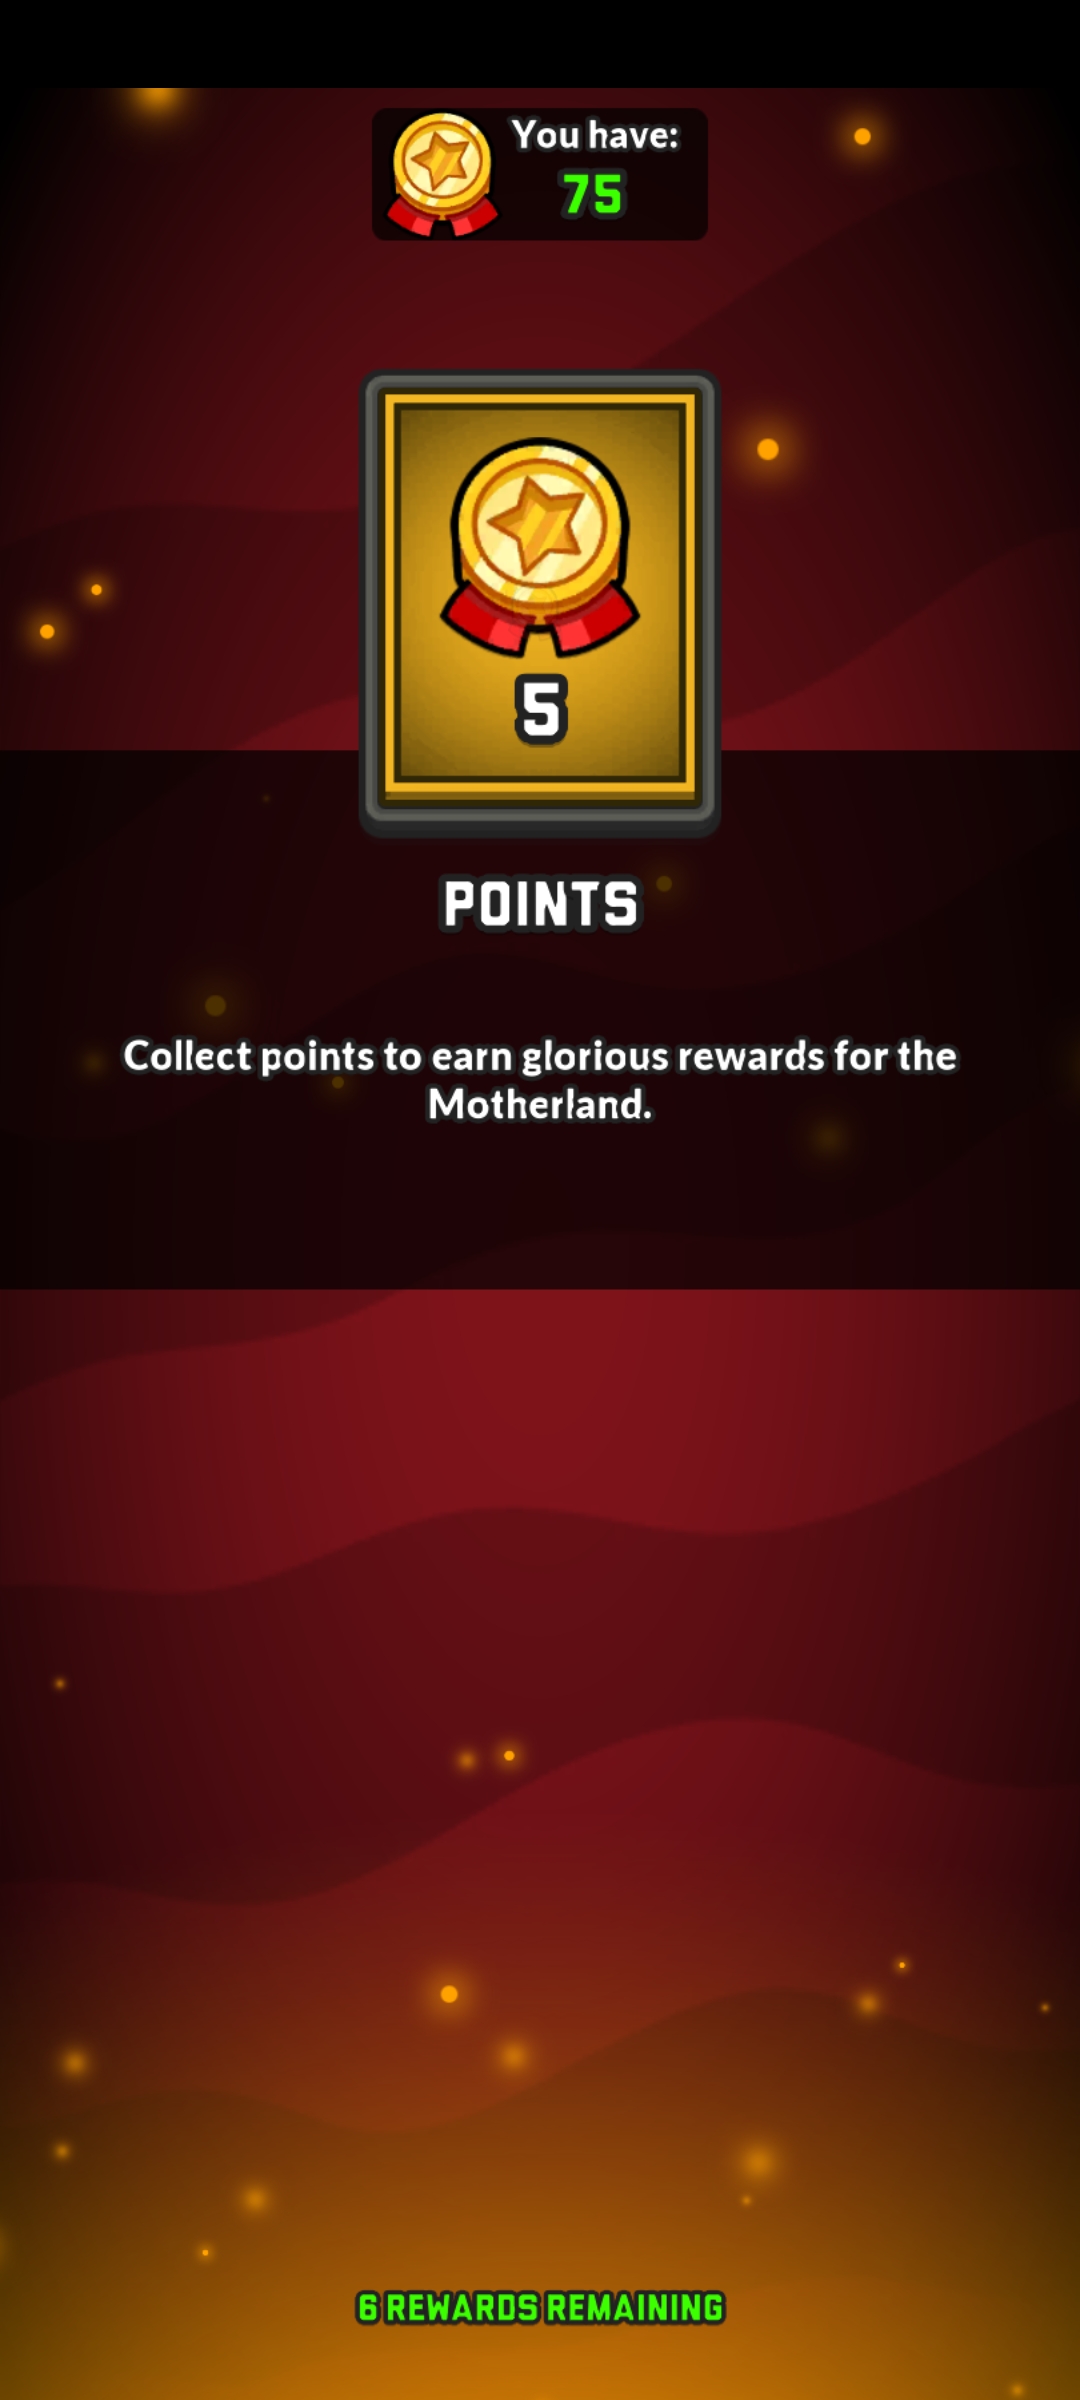 You have:
75
5
POINTS
Collect points to earn glorious rewards for the
Motherland.
6 REWARDS REMAINING